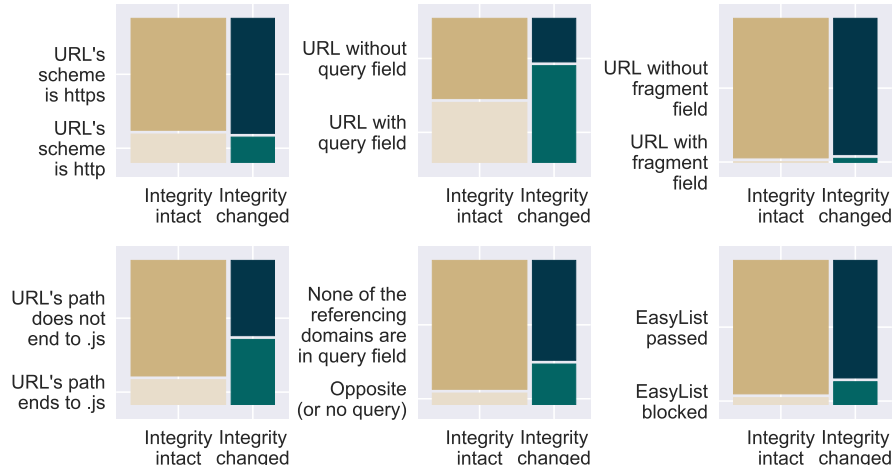 URL's
scheme
is https
URL's
scheme
is http
Integrity
intact
Integrity
changed
URL without
query field
URL with
query field
Integrity
intact
Integrity
changed
URL without
fragment
field
URL with
fragment
field
Integrity
intact
Integrity
changed
URL's path
does not
end to .js
URL's path
ends to .js
Integrity
intact
Integrity
changed
None of the
referencing
domains are
in query field
Opposite
(or no query)
Integrity
intact
Integrity
changed
EasyList
passed
EasyList
blocked
Integrity
intact
Integrity
changed